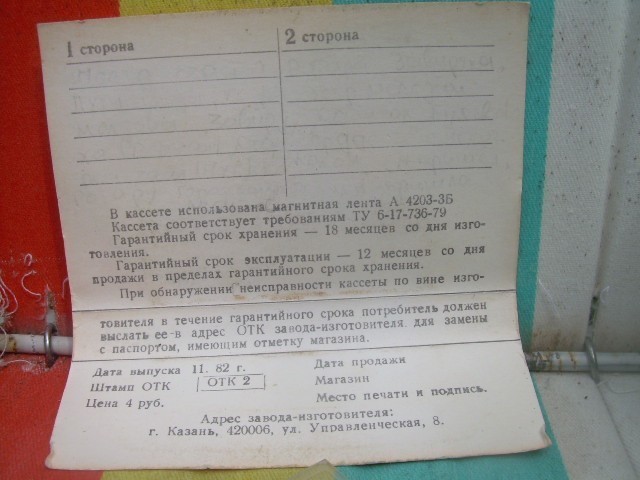 1 сторона
2 сторона
В кассете использована магнитная лента А 4203-3Б
Кассета соответствует требованиям ТУ 6-17-736-79
Гарантийный срок хранения — 18 месяцев со дня изго-
товления.
Гарантийный срок эксплуатации — 12 месяцев со дня
продажи в пределах гарантийного срока хранения.
При обнаружении неисправности кассеты по вине изго-
товителя в течение гарантийного срока потребитель должен
выслать ее в адрес ОТК завода-изготовителя. для замены
с паспортом, имеющим отметку магазина.
Дата выпуска 11. 82 г.
Штамп ОТК ОТК 2
Цена 4 руб.
Дата продажи
Магазин
Место печати и подпись.
Адрес завода-изготовителя:
г. Казань, 420006, ул. Управленческая, 8.